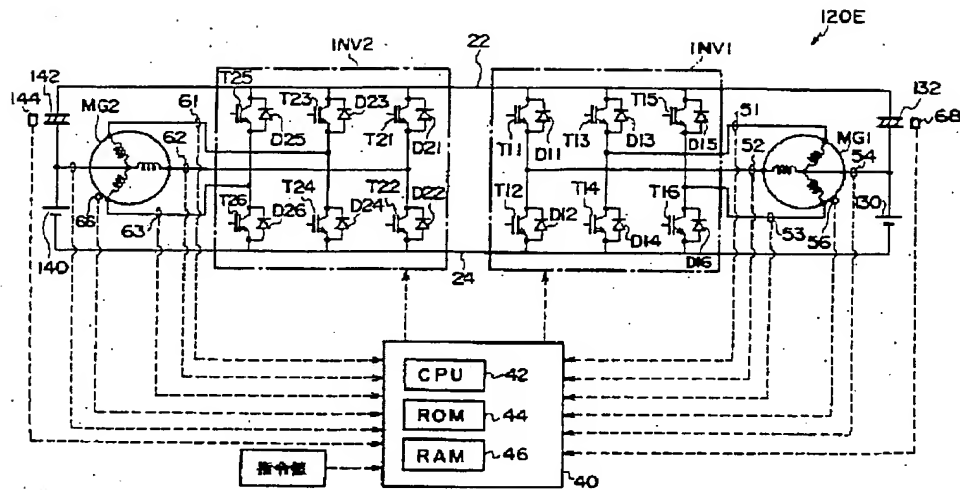 120E
INV2
INV1
22
142
144
MG2
61
62
T25
T23
D23
D25
T21
D21
T11
D11
T13
D13
T15
D15
51
52
132
68
MG1
54
T26
D26
T24
D24
T22
D22
T12
D12
T14
D14
T16
D16
130
56
53
66
63
140
24
CPU
42
ROM
44
RAM
46
指令値
40